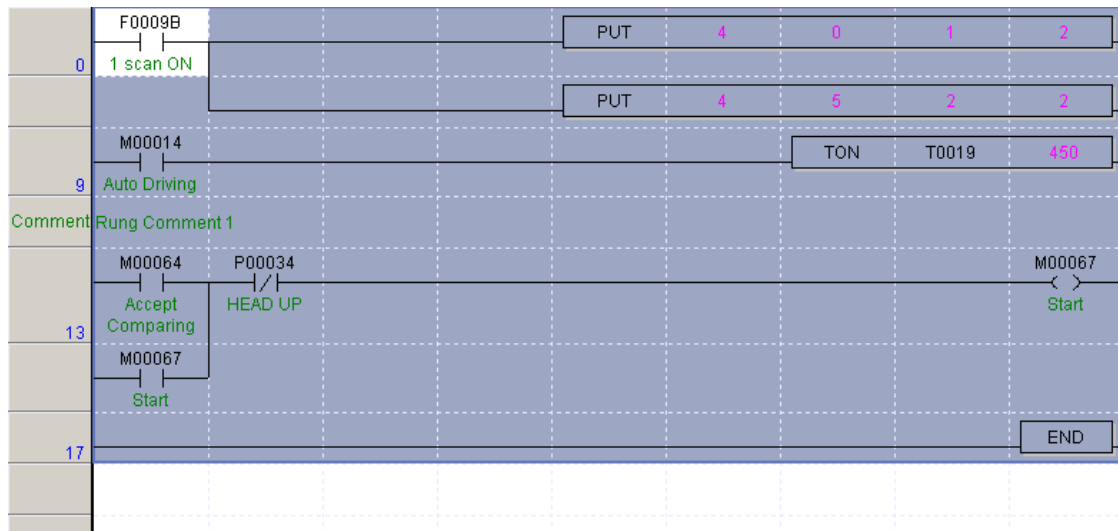 F0009B
PUT 4 0 1 2
0 1 scan ON
PUT 4 5 2 2
M00014
TON T0019 450
9 Auto Driving
Comment Rung Comment 1
M00064 P00034 M00067
Accept HEAD UP Start
Comparing
13
M00067
Start
END
17